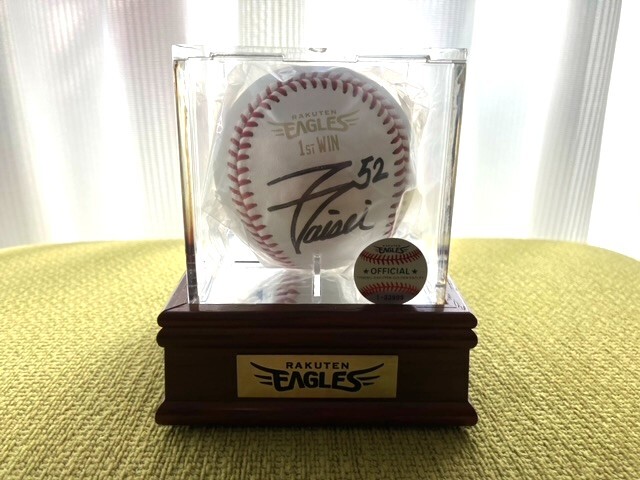 RAKUTEN
EAGLES
1ST WIN
52
Taisei
EAGLES
★ OFFICIAL ★
RAKUTEN
EAGLES